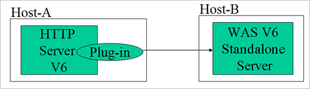 Host-A
HTTP
Server
V6
Plug-in
Host-B
WAS V6
Standalone
Server